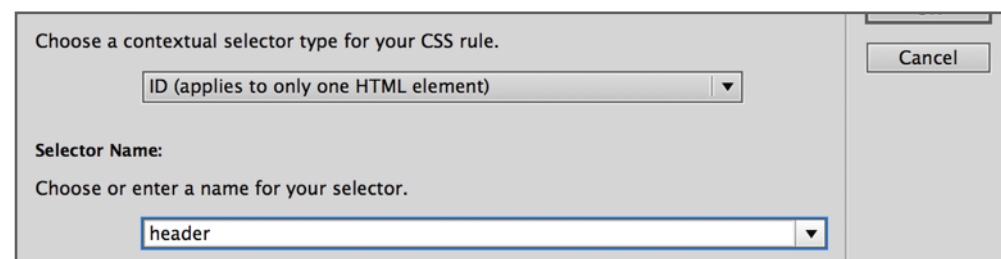 Choose a contextual selector type for your CSS rule.
Cancel
ID (applies to only one HTML element)
Selector Name:
Choose or enter a name for your selector.
header